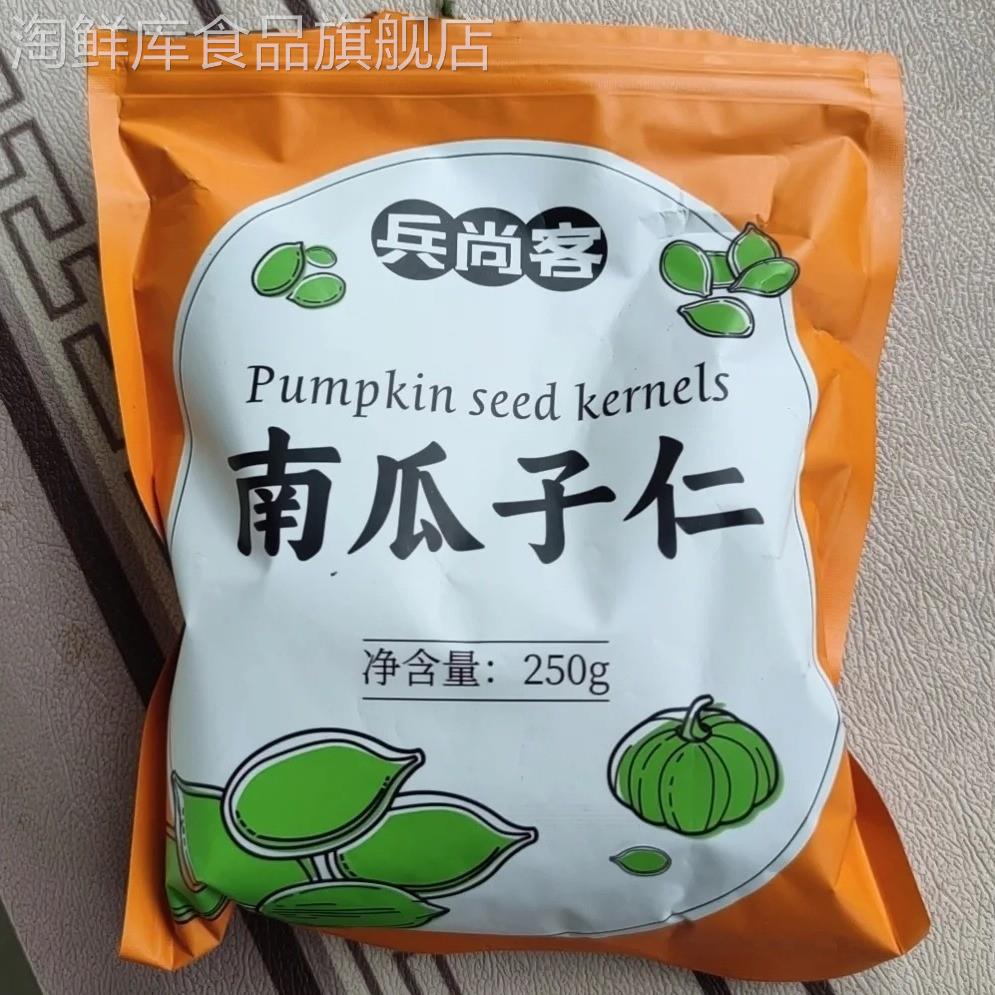 淘鲜库食品旗舰店
兵尚客
Pumpkin seed kernels
南瓜子仁
净含量：250g